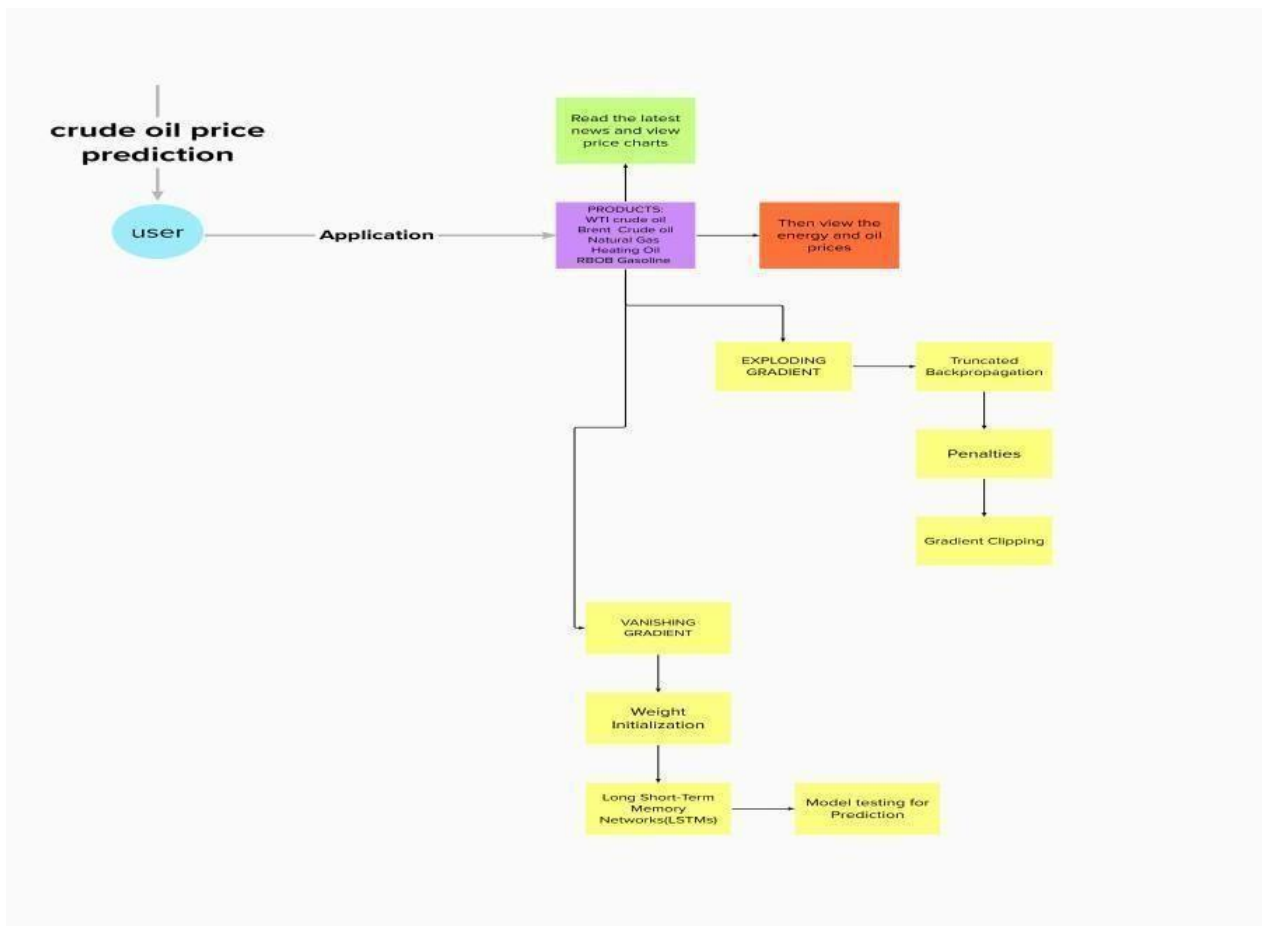 crude oil price
prediction
user
Application
Read the latest
news and view
price charts
PRODUCTS:
WTI crude oil
Brent Crude oil
Natural Gas
Heating Oil
RBOB Gasoline
Then view the
energy and oil
prices
EXPLODING
GRADIENT
Truncated
Backpropagation
Penalties
Gradient Clipping
VANISHING
GRADIENT
Weight
Initialization
Long Short-Term
Memory
Networks(LSTMs)
Model testing for
Prediction